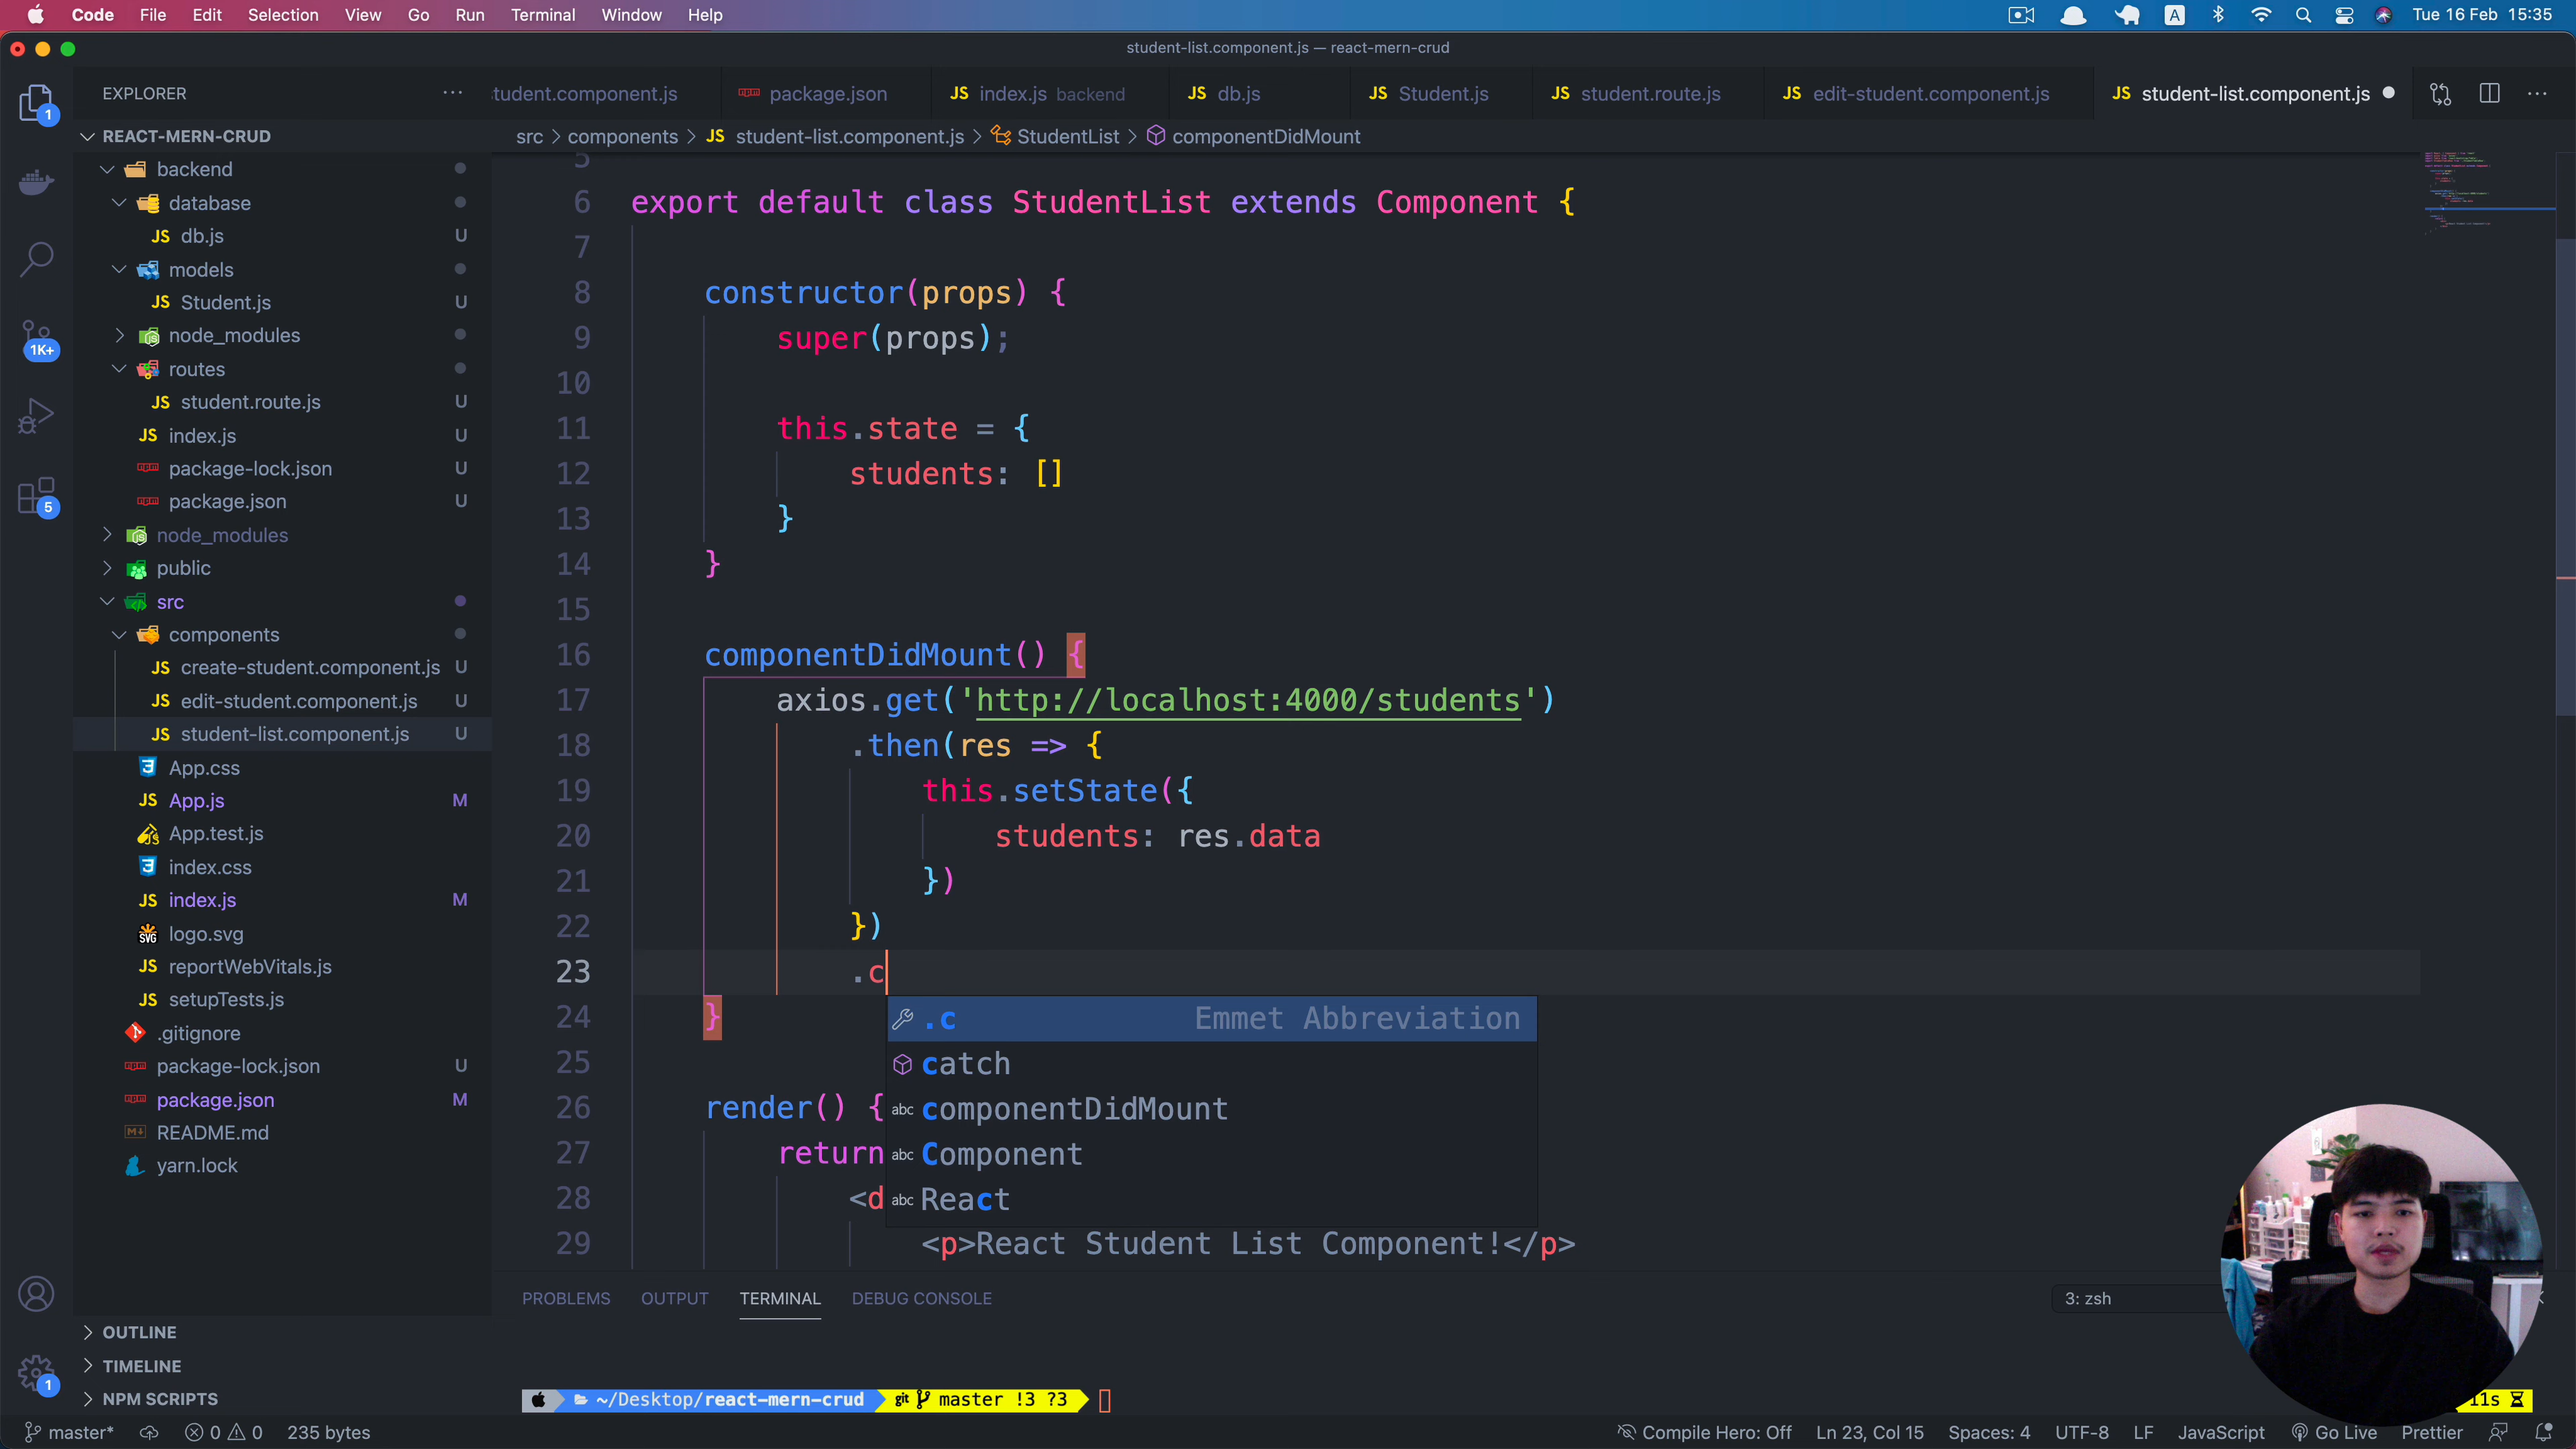 Code File Edit Selection View Go Run Terminal Window Help
A Tue 16 Feb 15:35
student-list.component.js — react-mern-crud
EXPLORER
tudent.component.js package.json JS index.js backend JS db.js JS Student.js JS student.route.js JS edit-student.component.js JS student-list.component.js
src > components > JS student-list.component.js > StudentList > componentDidMount
1
1K+
5
1
REACT-MERN-CRUD
backend
database
JS db.js U
models
JS Student.js U
node_modules
routes
JS student.route.js U
JS index.js U
package-lock.json U
package.json U
node_modules
public
src
components
JS create-student.component.js U
JS edit-student.component.js U
JS student-list.component.js U
App.css
JS App.js M
App.test.js
index.css
JS index.js M
SVG logo.svg
JS reportWebVitals.js
JS setupTests.js
.gitignore
package-lock.json U
package.json M
README.md
yarn.lock
OUTLINE
TIMELINE
NPM SCRIPTS
5
6 export default class StudentList extends Component {
7
8 constructor(props) {
9 super(props);
10
11 this.state = {
12 students: []
13 }
14 }
15
16 componentDidMount() {
17 axios.get('http://localhost:4000/students')
18 .then(res => {
19 this.setState({
20 students: res.data
21 })
22 })
23 .c
24 }
25
26 render() {
27 return
28 <d
29 <p>React Student List Component!</p>
.c Emmet Abbreviation
catch
abc componentDidMount
abc Component
abc React
PROBLEMS OUTPUT TERMINAL DEBUG CONSOLE
3: zsh
~/Desktop/react-mern-crud git master !3 ?3
11s
master* 0 0 235 bytes
Compile Hero: Off Ln 23, Col 15 Spaces: 4 UTF-8 LF JavaScript Go Live Prettier